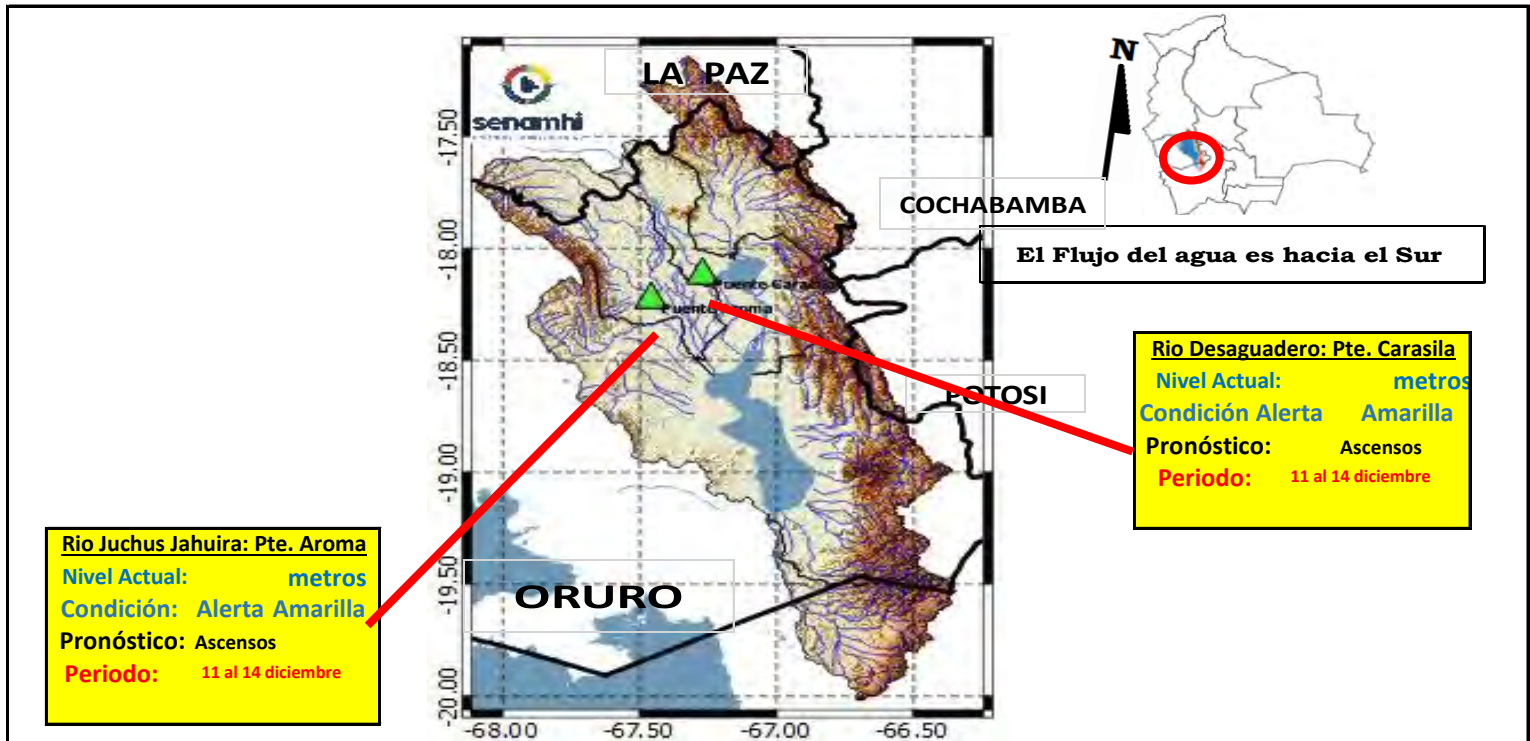 LA PAZ
senamhi
N
COCHABAMBA
El Flujo del agua es hacia el Sur
POTOSI
ORURO
-17.50
-18.00
-18.50
-19.00
-19.50
-20.00
-68.00
-67.50
-67.00
-66.50
Puente
Puente
Rio Desaguadero: Pte. Carasila
Nivel Actual: metros
Condición Alerta Amarilla
Pronóstico: Ascensos
Periodo: 11 al 14 diciembre
Rio Juchus Jahuira: Pte. Aroma
Nivel Actual: metros
Condición: Alerta Amarilla
Pronóstico: Ascensos
Periodo: 11 al 14 diciembre